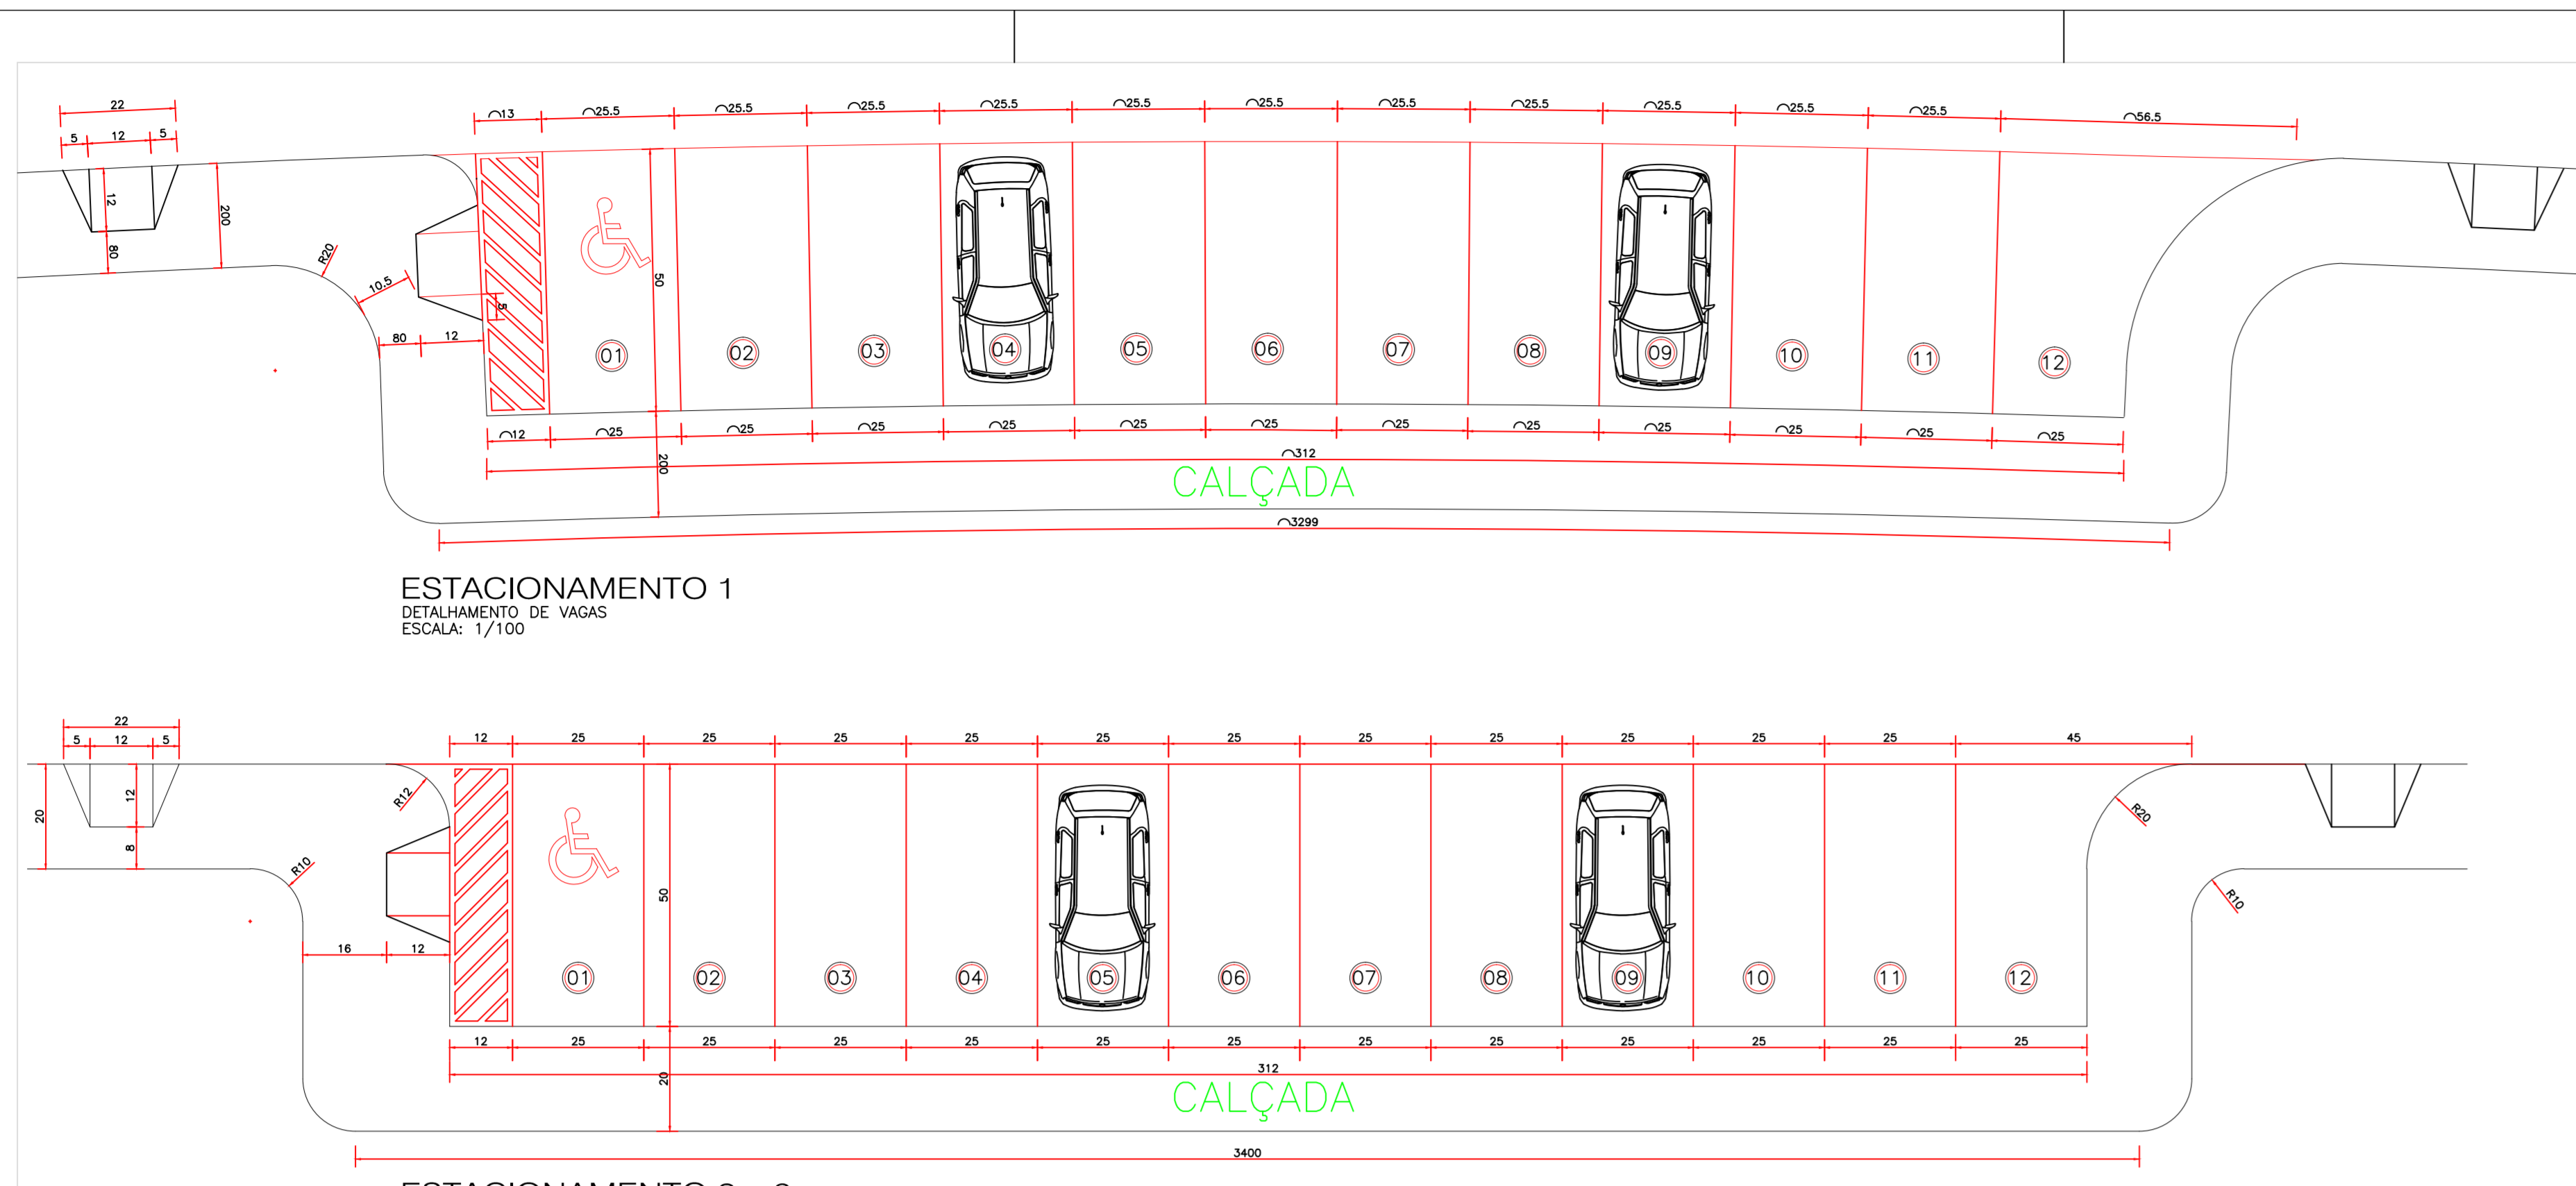 22
⌒13 ⌒25.5 ⌒25.5 ⌒25.5 ⌒25.5 ⌒25.5 ⌒25.5 ⌒25.5 ⌒25.5 ⌒25.5 ⌒25.5 ⌒25.5 ⌒56.5
5 12 5
12
200
80
R20
10.5
50
5
80 12
01 02 03 04 05 06 07 08 09 10 11 12
⌒12 ⌒25 ⌒25 ⌒25 ⌒25 ⌒25 ⌒25 ⌒25 ⌒25 ⌒25 ⌒25 ⌒25 ⌒25
⌒312
200
CALÇADA
⌒3299
ESTACIONAMENTO 1
DETALHAMENTO DE VAGAS
ESCALA: 1/100
22
5 12 5
12 25 25 25 25 25 25 25 25 25 25 25 45
12
20
8
R12
R20
R10
R10
50
16 12
01 02 03 04 05 06 07 08 09 10 11 12
12 25 25 25 25 25 25 25 25 25 25 25 25
312
20
CALÇADA
3400
ESTACIONAMENTO